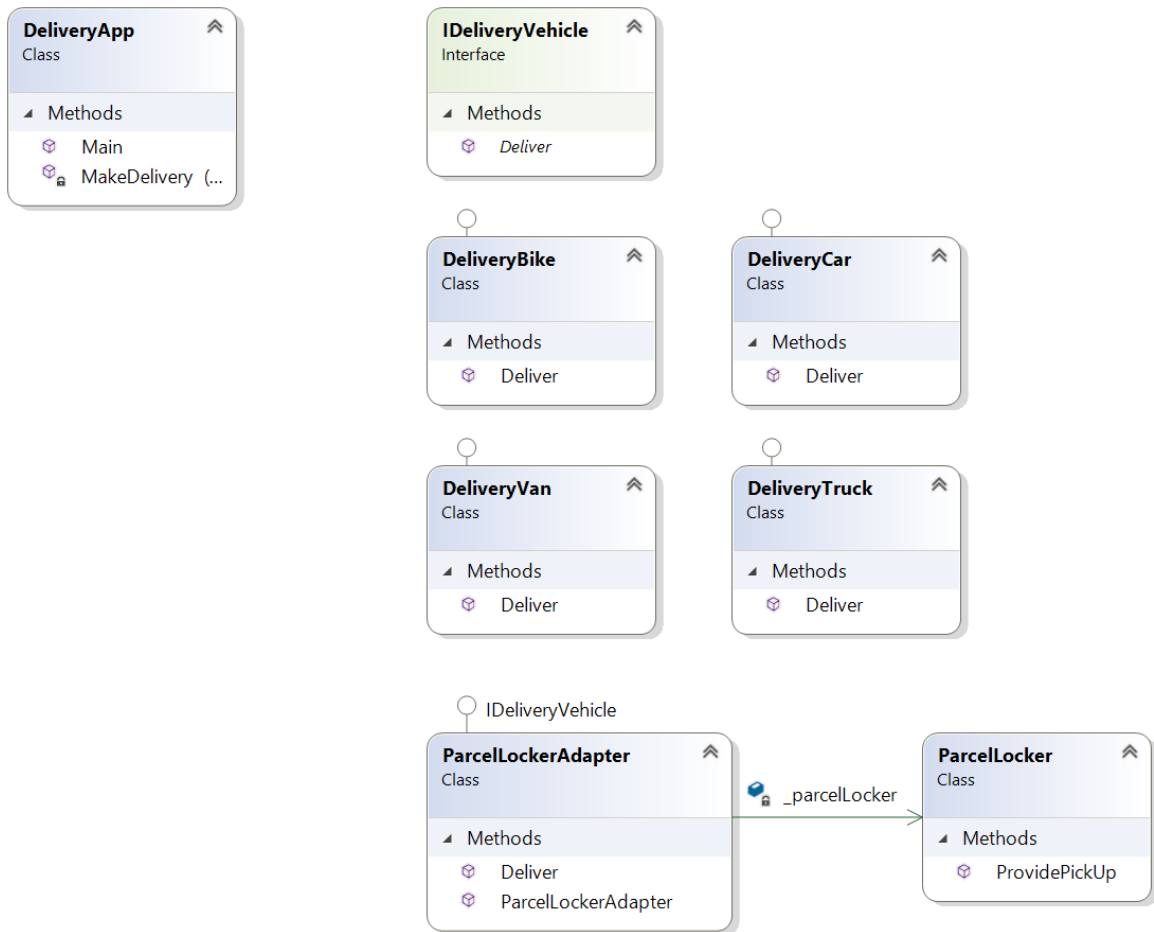 DeliveryApp
Class
Methods
Main
MakeDelivery (...
IDeliveryVehicle
Interface
Methods
Deliver
DeliveryBike
Class
Methods
Deliver
DeliveryCar
Class
Methods
Deliver
DeliveryVan
Class
Methods
Deliver
DeliveryTruck
Class
Methods
Deliver
IDeliveryVehicle
ParcelLockerAdapter
Class
Methods
Deliver
ParcelLockerAdapter
_parcelLocker
ParcelLocker
Class
Methods
ProvidePickUp